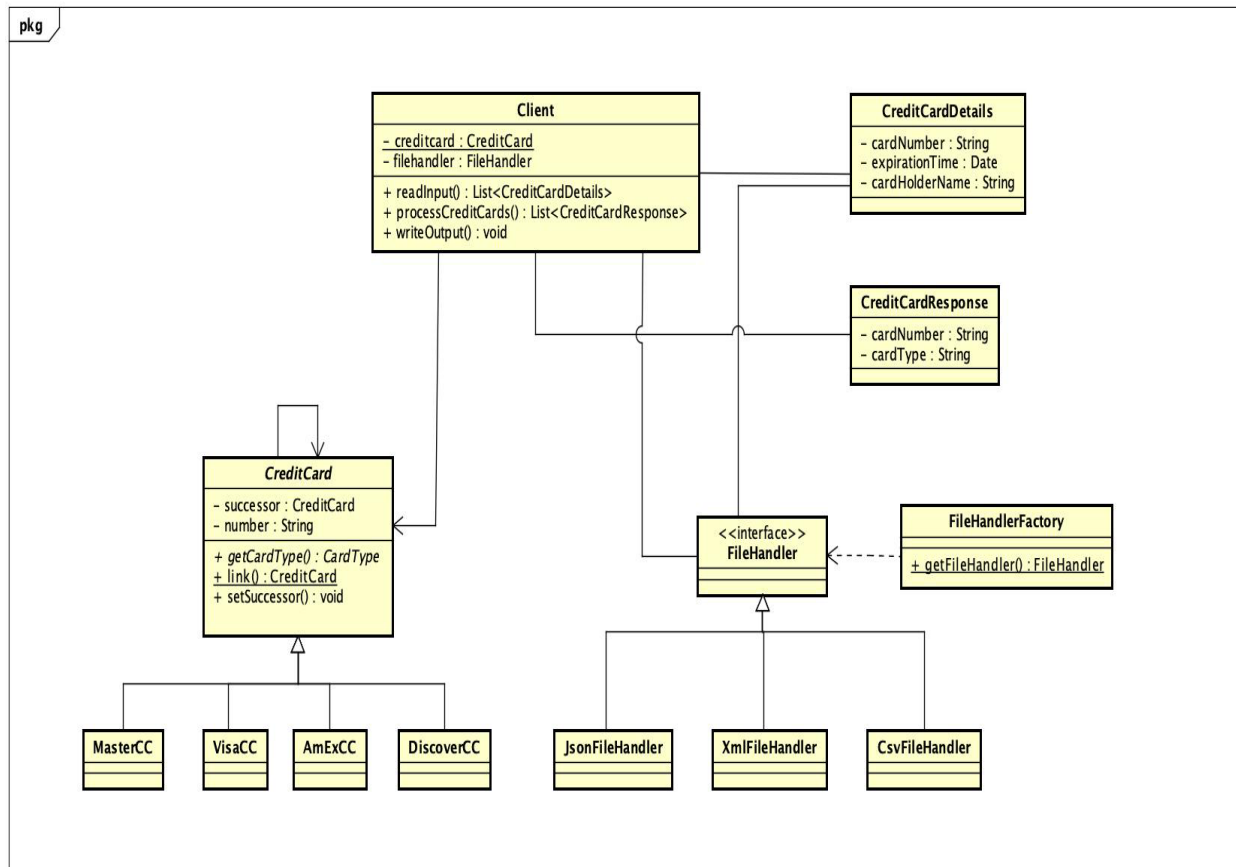 pkg
Client
– creditcard : CreditCard
– filehandler : FileHandler
+ readInput() : List<CreditCardDetails>
+ processCreditCards() : List<CreditCardResponse>
+ writeOutput() : void
CreditCardDetails
– cardNumber : String
– expirationTime : Date
– cardHolderName : String
CreditCardResponse
– cardNumber : String
– cardType : String
CreditCard
– successor : CreditCard
– number : String
+ getCardType() : CardType
+ link() : CreditCard
+ setSuccessor() : void
<<interface>>
FileHandler
FileHandlerFactory
+ getFileHandler() : FileHandler
MasterCC
VisaCC
AmExCC
DiscoverCC
JsonFileHandler
XmlFileHandler
CsvFileHandler